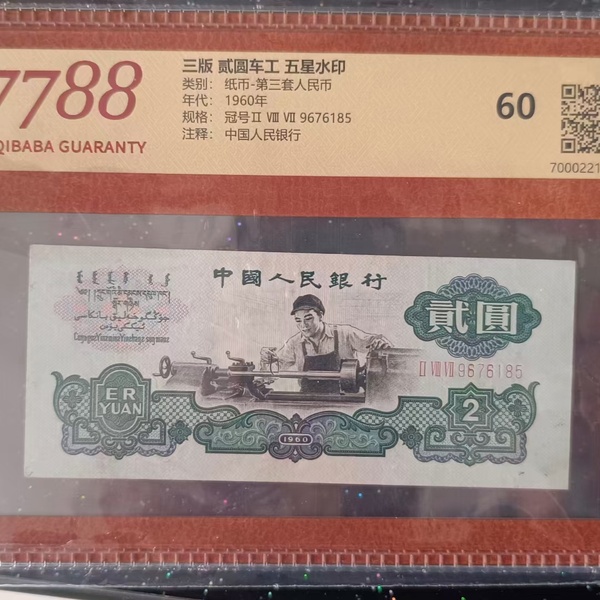 7788
QIBABA GUARANTY
三版 贰圆车工 五星水印
类别： 纸币-第三套人民币
年代： 1960年
规格： 冠号Ⅱ Ⅷ Ⅶ 9676185
注释： 中国人民银行
60
7000221
中國人民銀行
貳圓
Ⅱ Ⅷ Ⅶ 9676185
ER
YUAN
1960
2